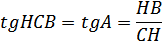 tgHCB = tgA = HB/CH